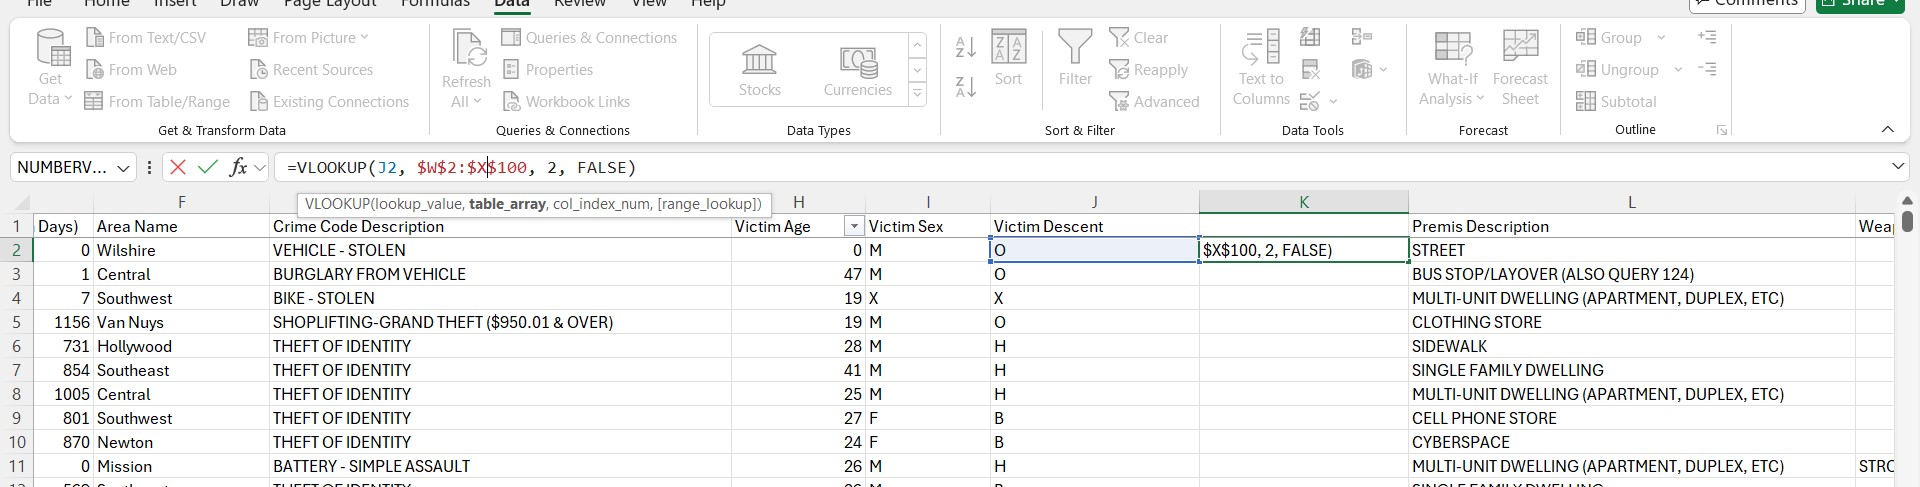 File Home Insert Draw Page Layout Formulas Data Review View Help Comments Share
Get Data From Text/CSV From Picture Refresh All Queries & Connections Stocks Currencies Sort Filter Clear Text to Columns What-If Analysis Forecast Sheet Group
From Web Recent Sources Properties Reapply Ungroup
From Table/Range Existing Connections Workbook Links Advanced Subtotal
Get & Transform Data Queries & Connections Data Types Sort & Filter Data Tools Forecast Outline
NUMBERV... fx =VLOOKUP(J2, $W$2:$X$100, 2, FALSE)
VLOOKUP(lookup_value, table_array, col_index_num, [range_lookup])
F H I J K L
1 Days) Area Name Crime Code Description Victim Age Victim Sex Victim Descent Premis Description
2 0 Wilshire VEHICLE - STOLEN 0 M O $X$100, 2, FALSE) STREET
3 1 Central BURGLARY FROM VEHICLE 47 M O BUS STOP/LAYOVER (ALSO QUERY 124)
4 7 Southwest BIKE - STOLEN 19 X X MULTI-UNIT DWELLING (APARTMENT, DUPLEX, ETC)
5 1156 Van Nuys SHOPLIFTING-GRAND THEFT ($950.01 & OVER) 19 M O CLOTHING STORE
6 731 Hollywood THEFT OF IDENTITY 28 M H SIDEWALK
7 854 Southeast THEFT OF IDENTITY 41 M H SINGLE FAMILY DWELLING
8 1005 Central THEFT OF IDENTITY 25 M H MULTI-UNIT DWELLING (APARTMENT, DUPLEX, ETC)
9 801 Southwest THEFT OF IDENTITY 27 F B CELL PHONE STORE
10 870 Newton THEFT OF IDENTITY 24 F B CYBERSPACE
11 0 Mission BATTERY - SIMPLE ASSAULT 26 M H MULTI-UNIT DWELLING (APARTMENT, DUPLEX, ETC) STRO